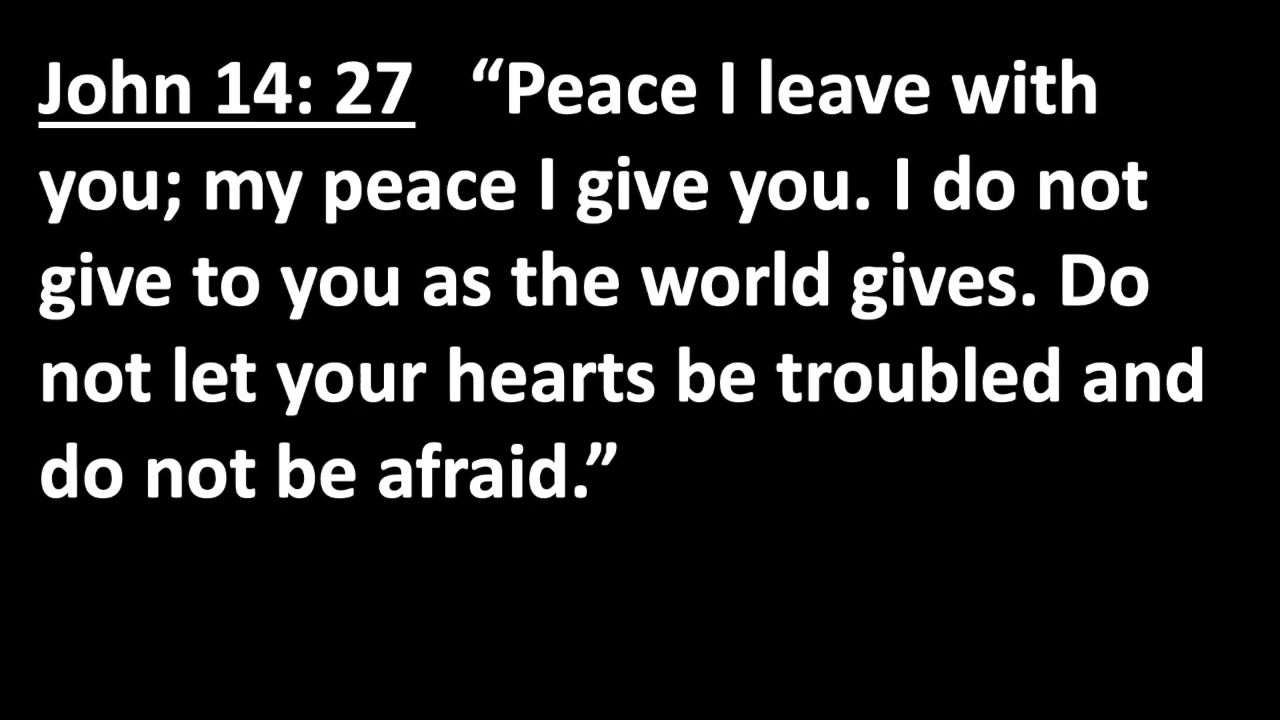 John 14: 27 “Peace I leave with
you; my peace I give you. I do not
give to you as the world gives. Do
not let your hearts be troubled and
do not be afraid.”